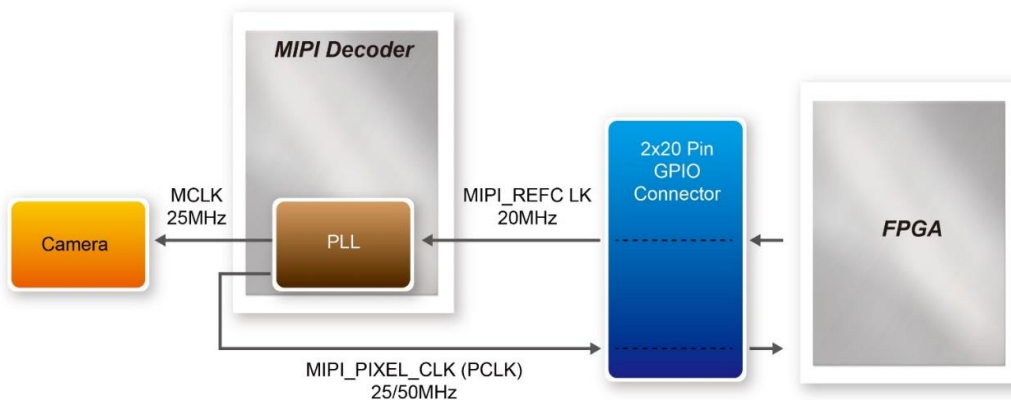 MIPI Decoder
MCLK
25MHz
Camera
PLL
MIPI_REFC LK
20MHz
2x20 Pin
GPIO
Connector
FPGA
MIPI_PIXEL_CLK (PCLK)
25/50MHz